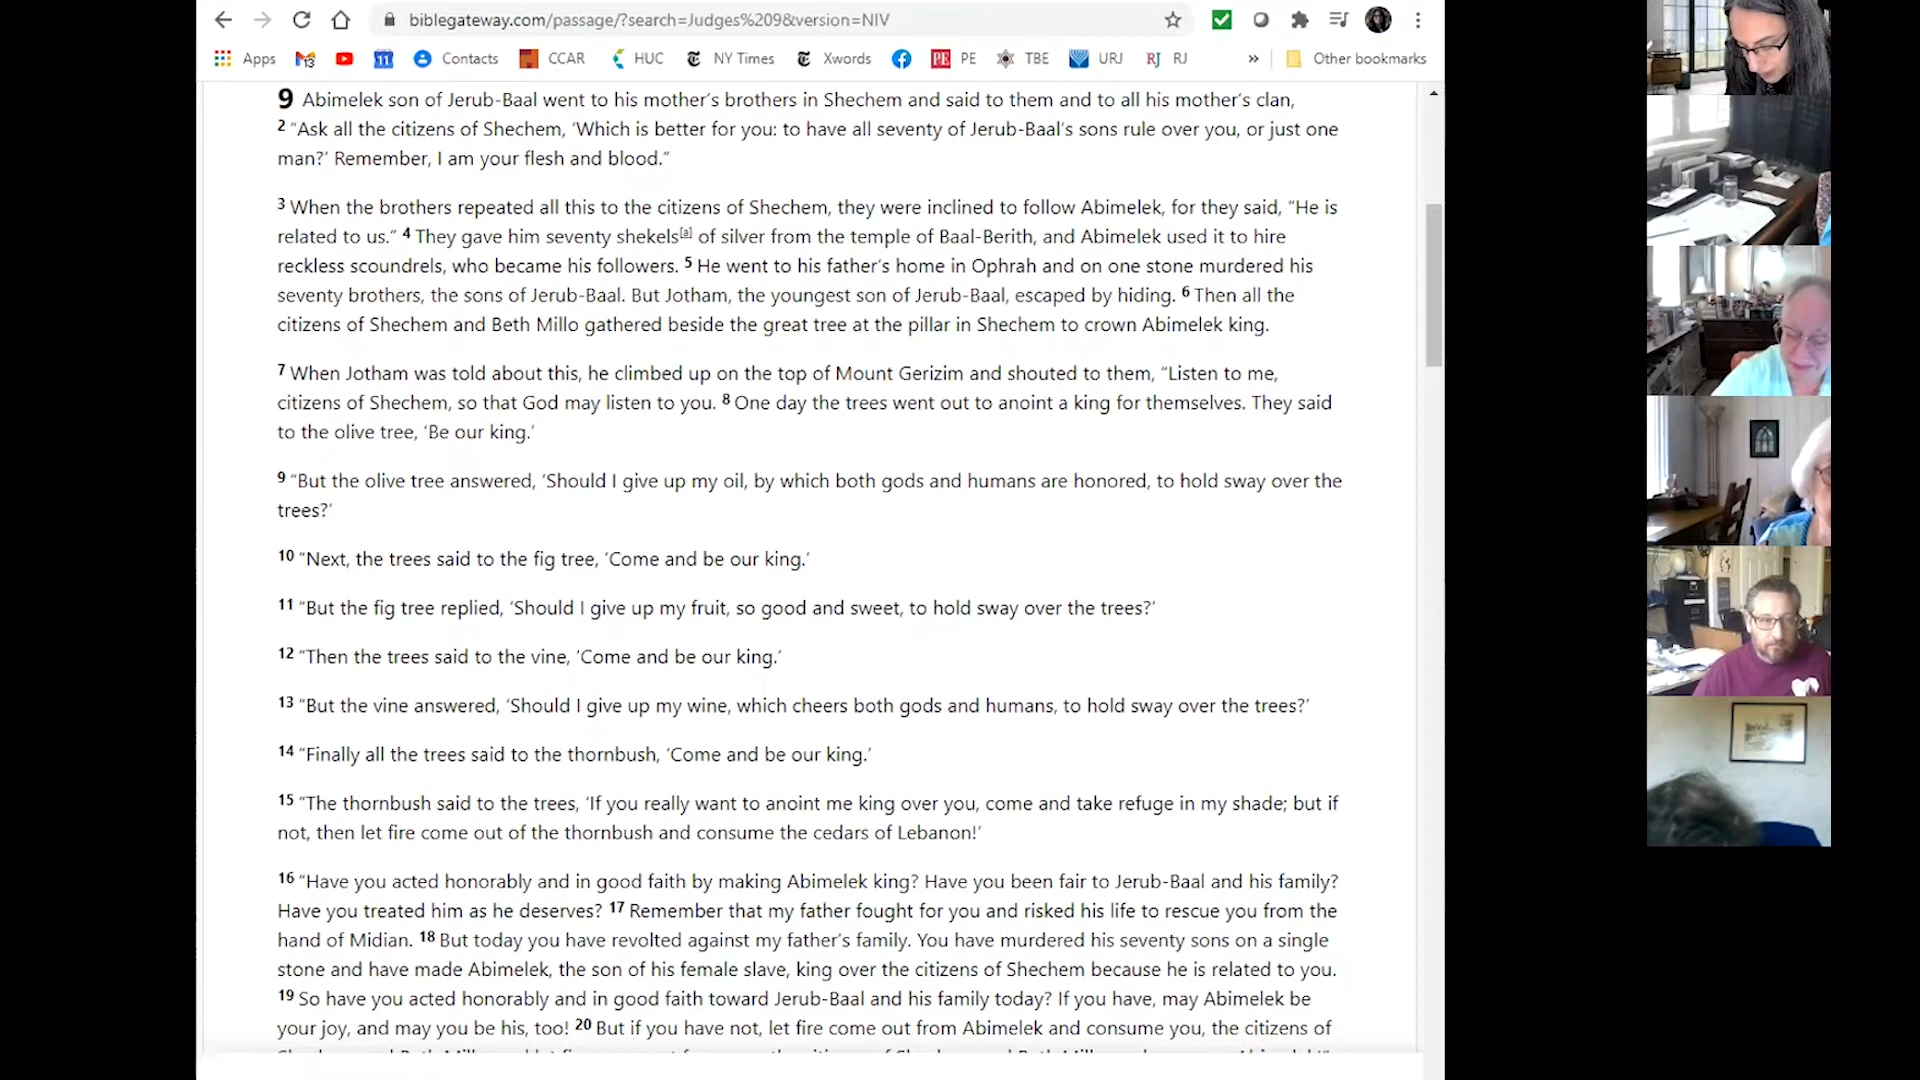 biblegateway.com/passage/?search=Judges%209&version=NIV
Apps 13 11 Contacts CCAR HUC NY Times Xwords PE PE TBE URJ RJ RJ » Other bookmarks
9 Abimelek son of Jerub-Baal went to his mother’s brothers in Shechem and said to them and to all his mother’s clan,
2 “Ask all the citizens of Shechem, ‘Which is better for you: to have all seventy of Jerub-Baal’s sons rule over you, or just one
man?’ Remember, I am your flesh and blood.”
3 When the brothers repeated all this to the citizens of Shechem, they were inclined to follow Abimelek, for they said, “He is
related to us.” 4 They gave him seventy shekels[a] of silver from the temple of Baal-Berith, and Abimelek used it to hire
reckless scoundrels, who became his followers. 5 He went to his father’s home in Ophrah and on one stone murdered his
seventy brothers, the sons of Jerub-Baal. But Jotham, the youngest son of Jerub-Baal, escaped by hiding. 6 Then all the
citizens of Shechem and Beth Millo gathered beside the great tree at the pillar in Shechem to crown Abimelek king.
7 When Jotham was told about this, he climbed up on the top of Mount Gerizim and shouted to them, “Listen to me,
citizens of Shechem, so that God may listen to you. 8 One day the trees went out to anoint a king for themselves. They said
to the olive tree, ‘Be our king.’
9 “But the olive tree answered, ‘Should I give up my oil, by which both gods and humans are honored, to hold sway over the
trees?’
10 “Next, the trees said to the fig tree, ‘Come and be our king.’
11 “But the fig tree replied, ‘Should I give up my fruit, so good and sweet, to hold sway over the trees?’
12 “Then the trees said to the vine, ‘Come and be our king.’
13 “But the vine answered, ‘Should I give up my wine, which cheers both gods and humans, to hold sway over the trees?’
14 “Finally all the trees said to the thornbush, ‘Come and be our king.’
15 “The thornbush said to the trees, ‘If you really want to anoint me king over you, come and take refuge in my shade; but if
not, then let fire come out of the thornbush and consume the cedars of Lebanon!’
16 “Have you acted honorably and in good faith by making Abimelek king? Have you been fair to Jerub-Baal and his family?
Have you treated him as he deserves? 17 Remember that my father fought for you and risked his life to rescue you from the
hand of Midian. 18 But today you have revolted against my father’s family. You have murdered his seventy sons on a single
stone and have made Abimelek, the son of his female slave, king over the citizens of Shechem because he is related to you.
19 So have you acted honorably and in good faith toward Jerub-Baal and his family today? If you have, may Abimelek be
your joy, and may you be his, too! 20 But if you have not, let fire come out from Abimelek and consume you, the citizens of